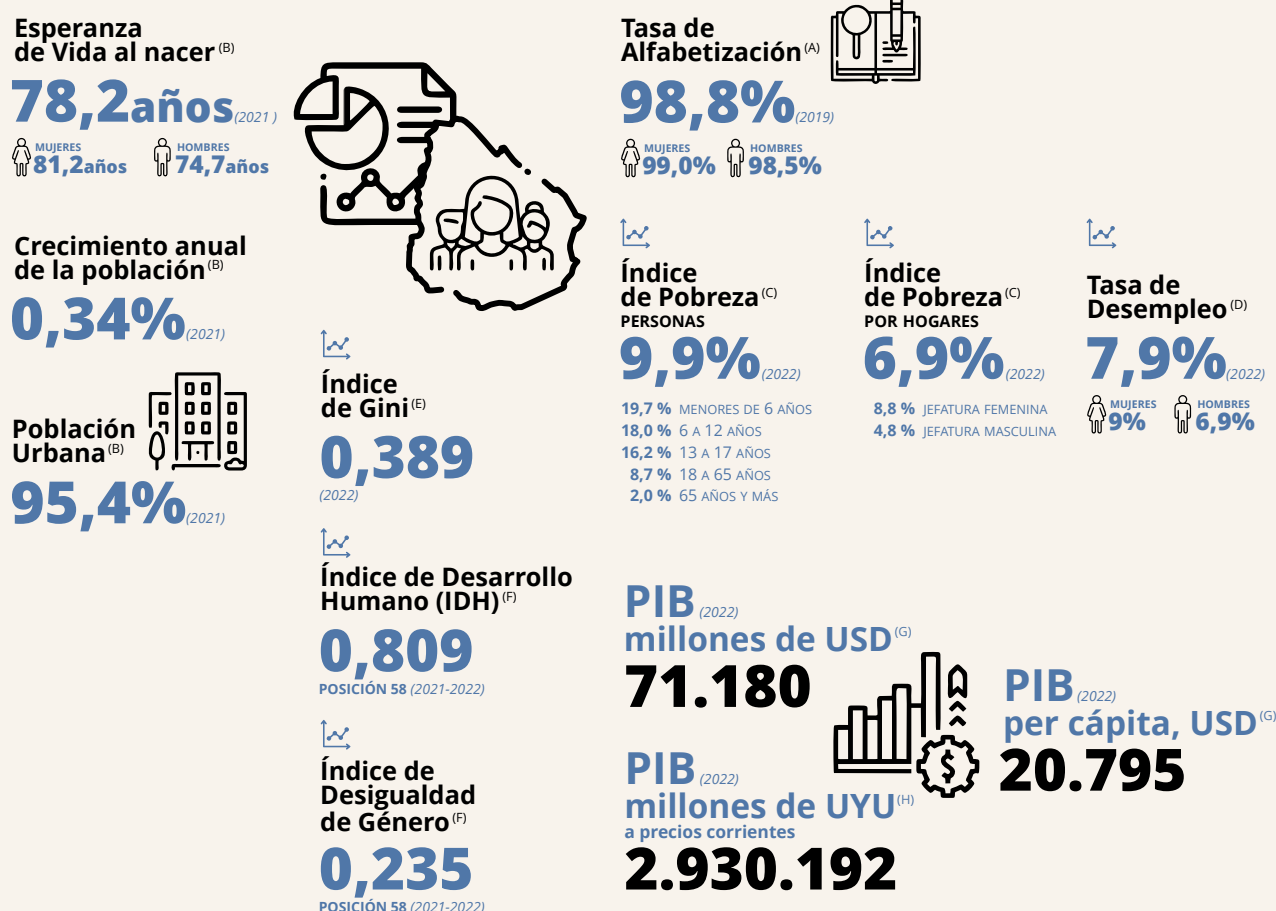 Esperanza
de Vida al nacer (B)
78,2años (2021 )
MUJERES
81,2años
HOMBRES
74,7años
Crecimiento anual
de la población (B)
0,34% (2021)
Población
Urbana (B)
95,4% (2021)
Índice
de Gini (E)
0,389
(2022)
Índice de Desarrollo
Humano (IDH) (F)
0,809
POSICIÓN 58 (2021-2022)
Índice de
Desigualdad
de Género (F)
0,235
POSICIÓN 58 (2021-2022)
Tasa de
Alfabetización (A)
98,8% (2019)
MUJERES
99,0%
HOMBRES
98,5%
Índice
de Pobreza (C)
PERSONAS
9,9% (2022)
19,7 % MENORES DE 6 AÑOS
18,0 % 6 A 12 AÑOS
16,2 % 13 A 17 AÑOS
8,7 % 18 A 65 AÑOS
2,0 % 65 AÑOS Y MÁS
Índice
de Pobreza (C)
POR HOGARES
6,9% (2022)
8,8 % JEFATURA FEMENINA
4,8 % JEFATURA MASCULINA
Tasa de
Desempleo (D)
7,9% (2022)
MUJERES
9%
HOMBRES
6,9%
PIB (2022)
millones de USD (G)
71.180
PIB (2022)
millones de UYU (H)
a precios corrientes
2.930.192
$
PIB (2022)
per cápita, USD (G)
20.795